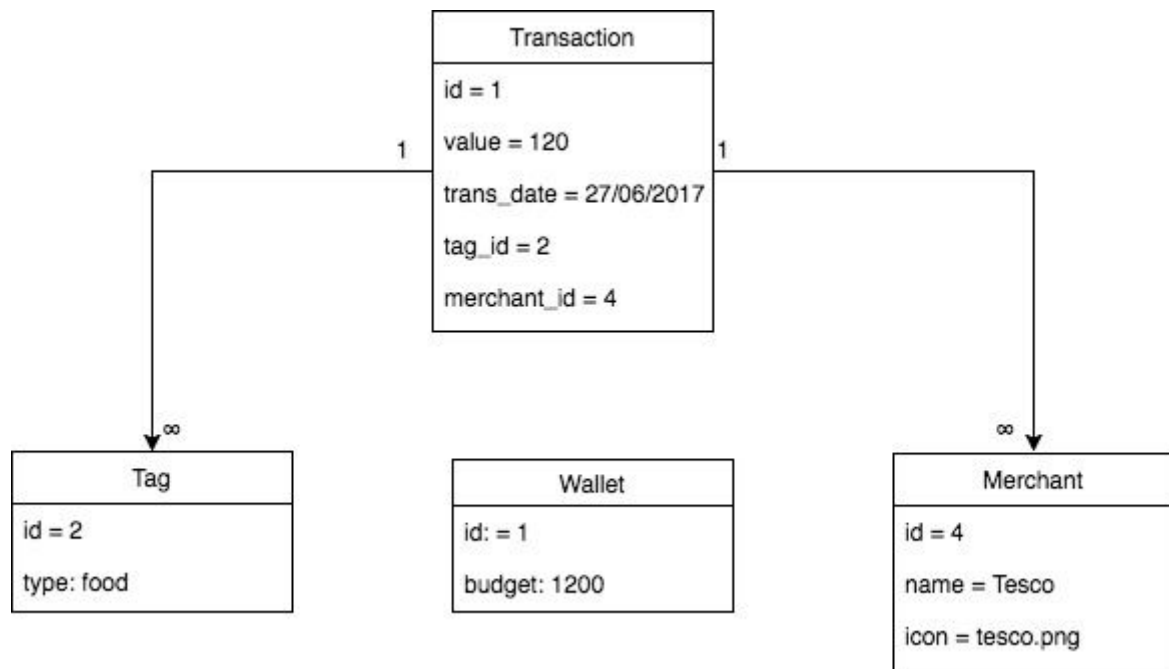 Transaction
id = 1
value = 120
trans_date = 27/06/2017
tag_id = 2
merchant_id = 4
1
1
∞
∞
Tag
id = 2
type: food
Wallet
id: = 1
budget: 1200
Merchant
id = 4
name = Tesco
icon = tesco.png